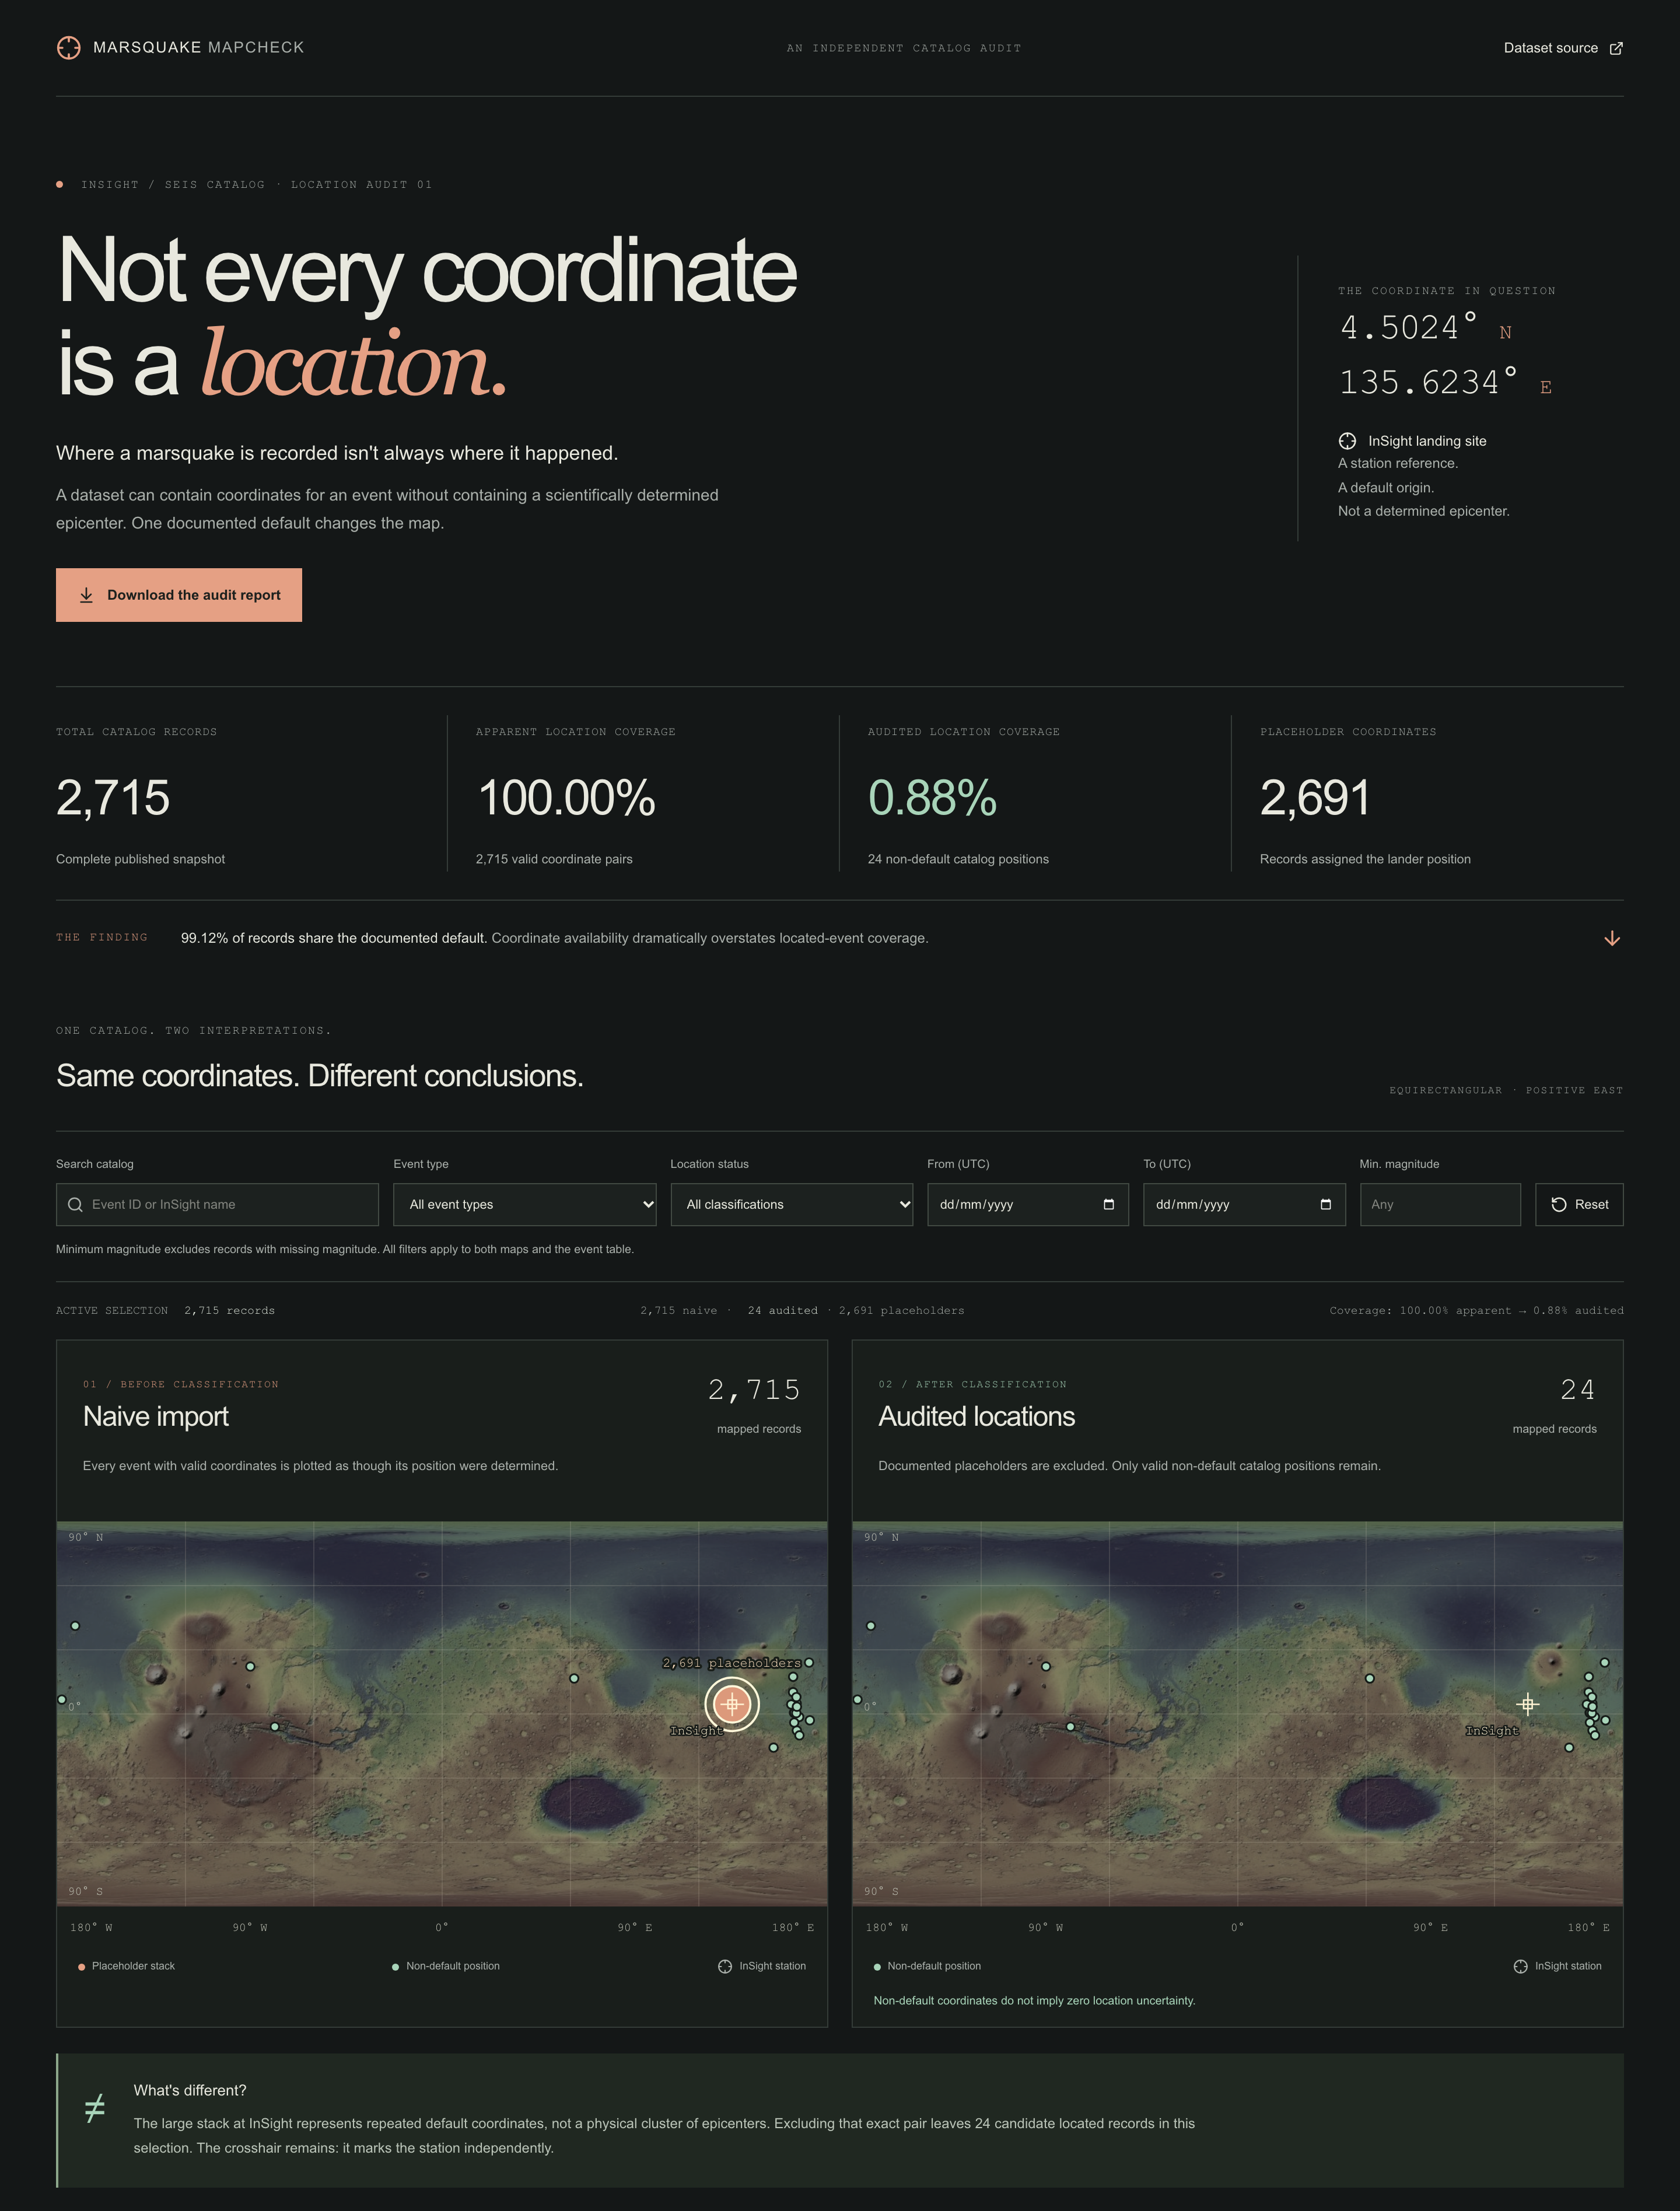 MARSQUAKE MAPCHECK
AN INDEPENDENT CATALOG AUDIT
Dataset source
INSIGHT / SEIS CATALOG · LOCATION AUDIT 01
Not every coordinate
is a location.
Where a marsquake is recorded isn't always where it happened.
A dataset can contain coordinates for an event without containing a scientifically determined
epicenter. One documented default changes the map.
Download the audit report
THE COORDINATE IN QUESTION
4.5024° N
135.6234° E
InSight landing site
A station reference.
A default origin.
Not a determined epicenter.
TOTAL CATALOG RECORDS
2,715
Complete published snapshot
APPARENT LOCATION COVERAGE
100.00%
2,715 valid coordinate pairs
AUDITED LOCATION COVERAGE
0.88%
24 non-default catalog positions
PLACEHOLDER COORDINATES
2,691
Records assigned the lander position
THE FINDING
99.12% of records share the documented default. Coordinate availability dramatically overstates located-event coverage.
ONE CATALOG. TWO INTERPRETATIONS.
Same coordinates. Different conclusions.
EQUIRECTANGULAR · POSITIVE EAST
Search catalog
Event ID or InSight name
Event type
All event types
Location status
All classifications
From (UTC)
dd/mm/yyyy
To (UTC)
dd/mm/yyyy
Min. magnitude
Any
Reset
Minimum magnitude excludes records with missing magnitude. All filters apply to both maps and the event table.
ACTIVE SELECTION 2,715 records
2,715 naive · 24 audited · 2,691 placeholders
Coverage: 100.00% apparent → 0.88% audited
01 / BEFORE CLASSIFICATION
Naive import
2,715
mapped records
Every event with valid coordinates is plotted as though its position were determined.
90° N
2,691 placeholders
0°
InSight
90° S
180° W
90° W
0°
90° E
180° E
Placeholder stack
Non-default position
InSight station
02 / AFTER CLASSIFICATION
Audited locations
24
mapped records
Documented placeholders are excluded. Only valid non-default catalog positions remain.
90° N
0°
InSight
90° S
180° W
90° W
0°
90° E
180° E
Non-default position
InSight station
Non-default coordinates do not imply zero location uncertainty.
≠
What's different?
The large stack at InSight represents repeated default coordinates, not a physical cluster of epicenters. Excluding that exact pair leaves 24 candidate located records in this
selection. The crosshair remains: it marks the station independently.